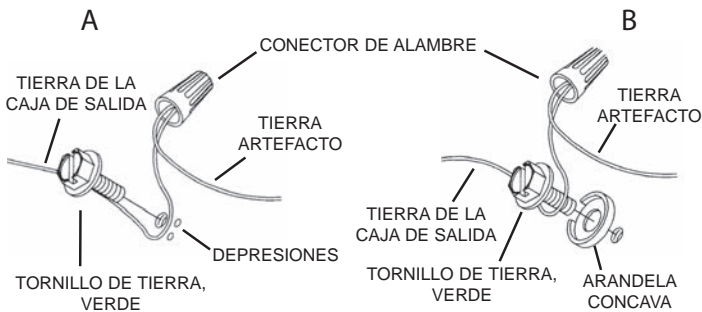 A
B
CONECTOR DE ALAMBRE
TIERRA DE LA
CAJA DE SALIDA
TIERRA
ARTEFACTO
DEPRESIONES
TORNILLO DE TIERRA,
VERDE
TIERRA
ARTEFACTO
TIERRA DE LA
CAJA DE SALIDA
TORNILLO DE TIERRA,
VERDE
ARANDELA
CONCAVA